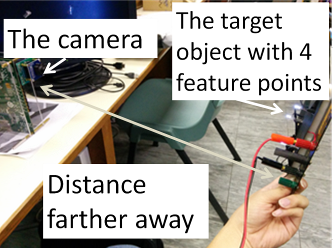 The camera
The target
object with 4
feature points
Distance
farther away